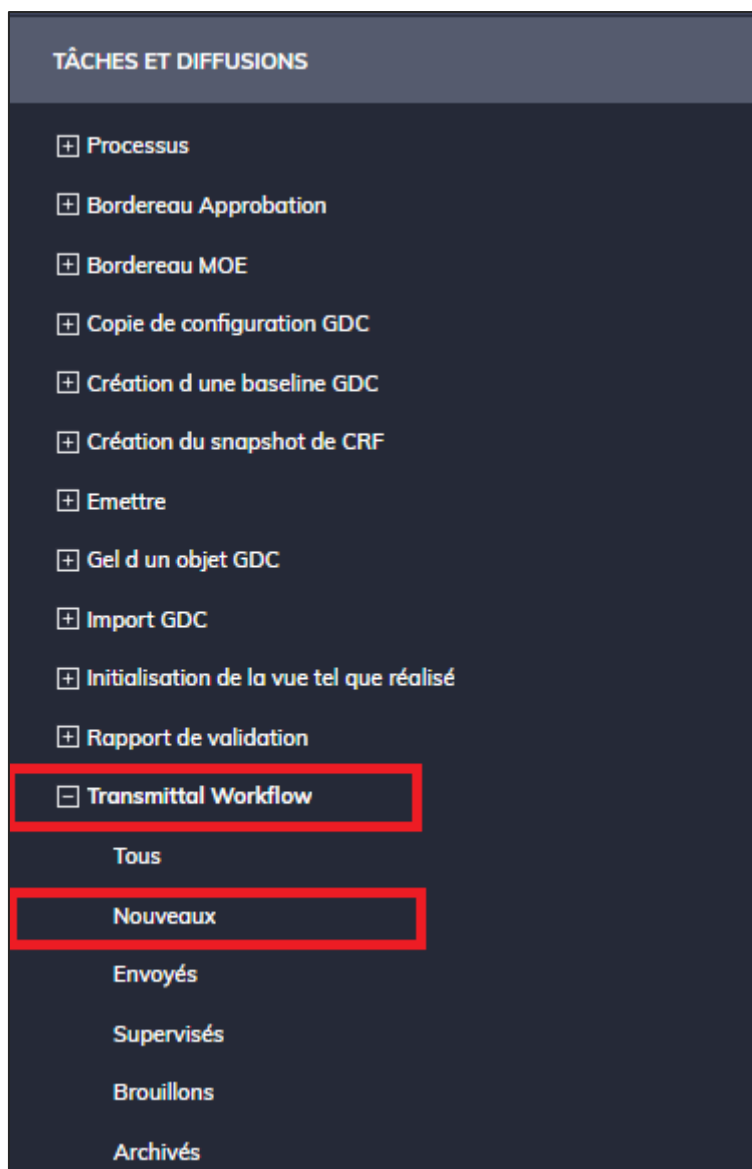 TÂCHES ET DIFFUSIONS
Processus
Bordereau Approbation
Bordereau MOE
Copie de configuration GDC
Création d une baseline GDC
Création du snapshot de CRF
Emettre
Gel d un objet GDC
Import GDC
Initialisation de la vue tel que réalisé
Rapport de validation
Transmittal Workflow
Tous
Nouveaux
Envoyés
Supervisés
Brouillons
Archivés